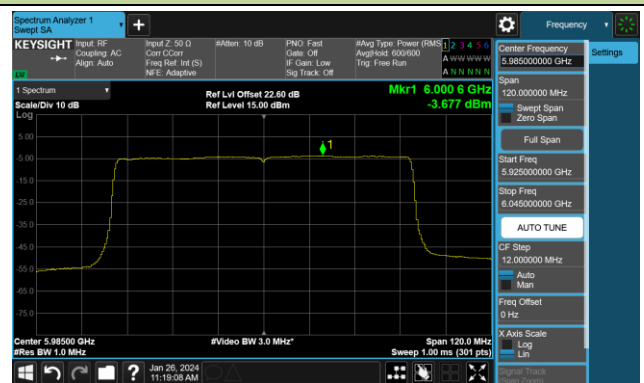 Spectrum Analyzer 1
Swept SA
+
Frequency
KEYSIGHT
Input: RF
Coupling: AC
Align: Auto
Input Z: 50 Ω
Corr CCorr
Freq Ref: Int (S)
NFE: Adaptive
#Atten: 10 dB
PNO: Fast
Gate: Off
IF Gain: Low
Sig Track: Off
#Avg Type: Power (RMS
Avg|Hold: 600/600
Trig: Free Run
1 2 3 4 5 6
A W W W W W
A N N N N N
LW
1 Spectrum
Scale/Div 10 dB
Log
Ref Lvl Offset 22.60 dB
Ref Level 15.00 dBm
Mkr1 6.000 6 GHz
-3.677 dBm
5.00
-5.00
-15.0
-25.0
-35.0
-45.0
-55.0
-65.0
-75.0
1
Center 5.98500 GHz
#Res BW 1.0 MHz
#Video BW 3.0 MHz*
Span 120.0 MHz
Sweep 1.00 ms (301 pts)
Center Frequency
5.985000000 GHz
Settings
Span
120.000000 MHz
Swept Span
Zero Span
Full Span
Start Freq
5.925000000 GHz
Stop Freq
6.045000000 GHz
AUTO TUNE
CF Step
12.000000 MHz
Auto
Man
Freq Offset
0 Hz
X Axis Scale
Log
Lin
Signal Track
?
Jan 26, 2024
11:19:08 AM